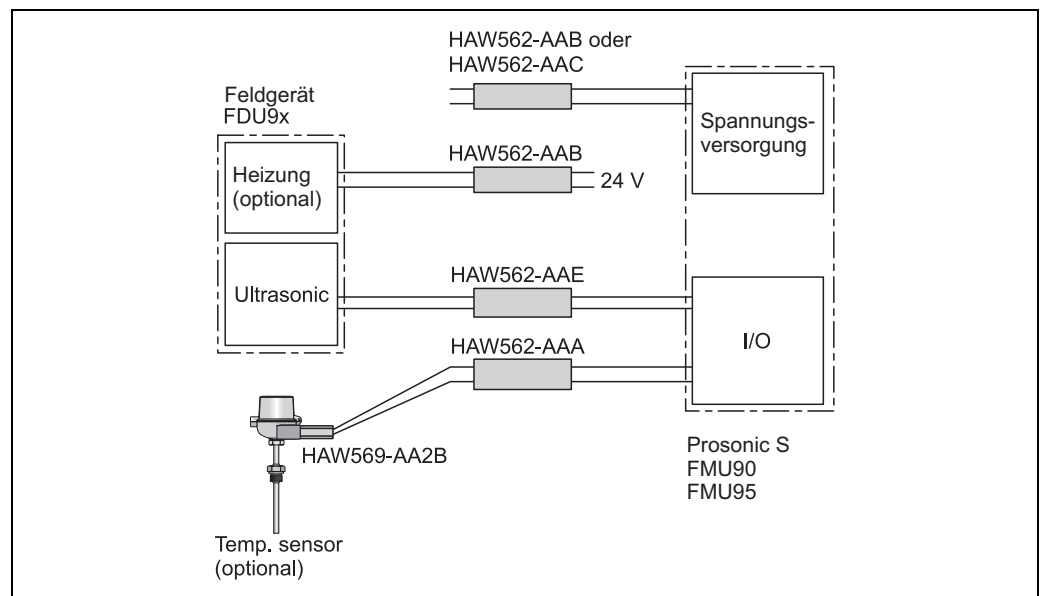 HAW562-AAB oder
HAW562-AAC
Feldgerät
FDU9x
Spannungs-
versorgung
HAW562-AAB
Heizung
(optional)
24 V
HAW562-AAE
Ultrasonic
I/O
HAW562-AAA
HAW569-AA2B
Prosonic S
FMU90
FMU95
Temp. sensor
(optional)